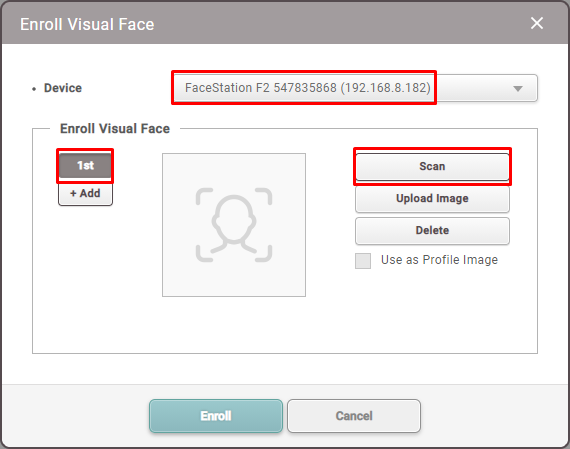 Enroll Visual Face
Device
FaceStation F2 547835868 (192.168.8.182)
Enroll Visual Face
1st
+ Add
Scan
Upload Image
Delete
Use as Profile Image
Enroll
Cancel